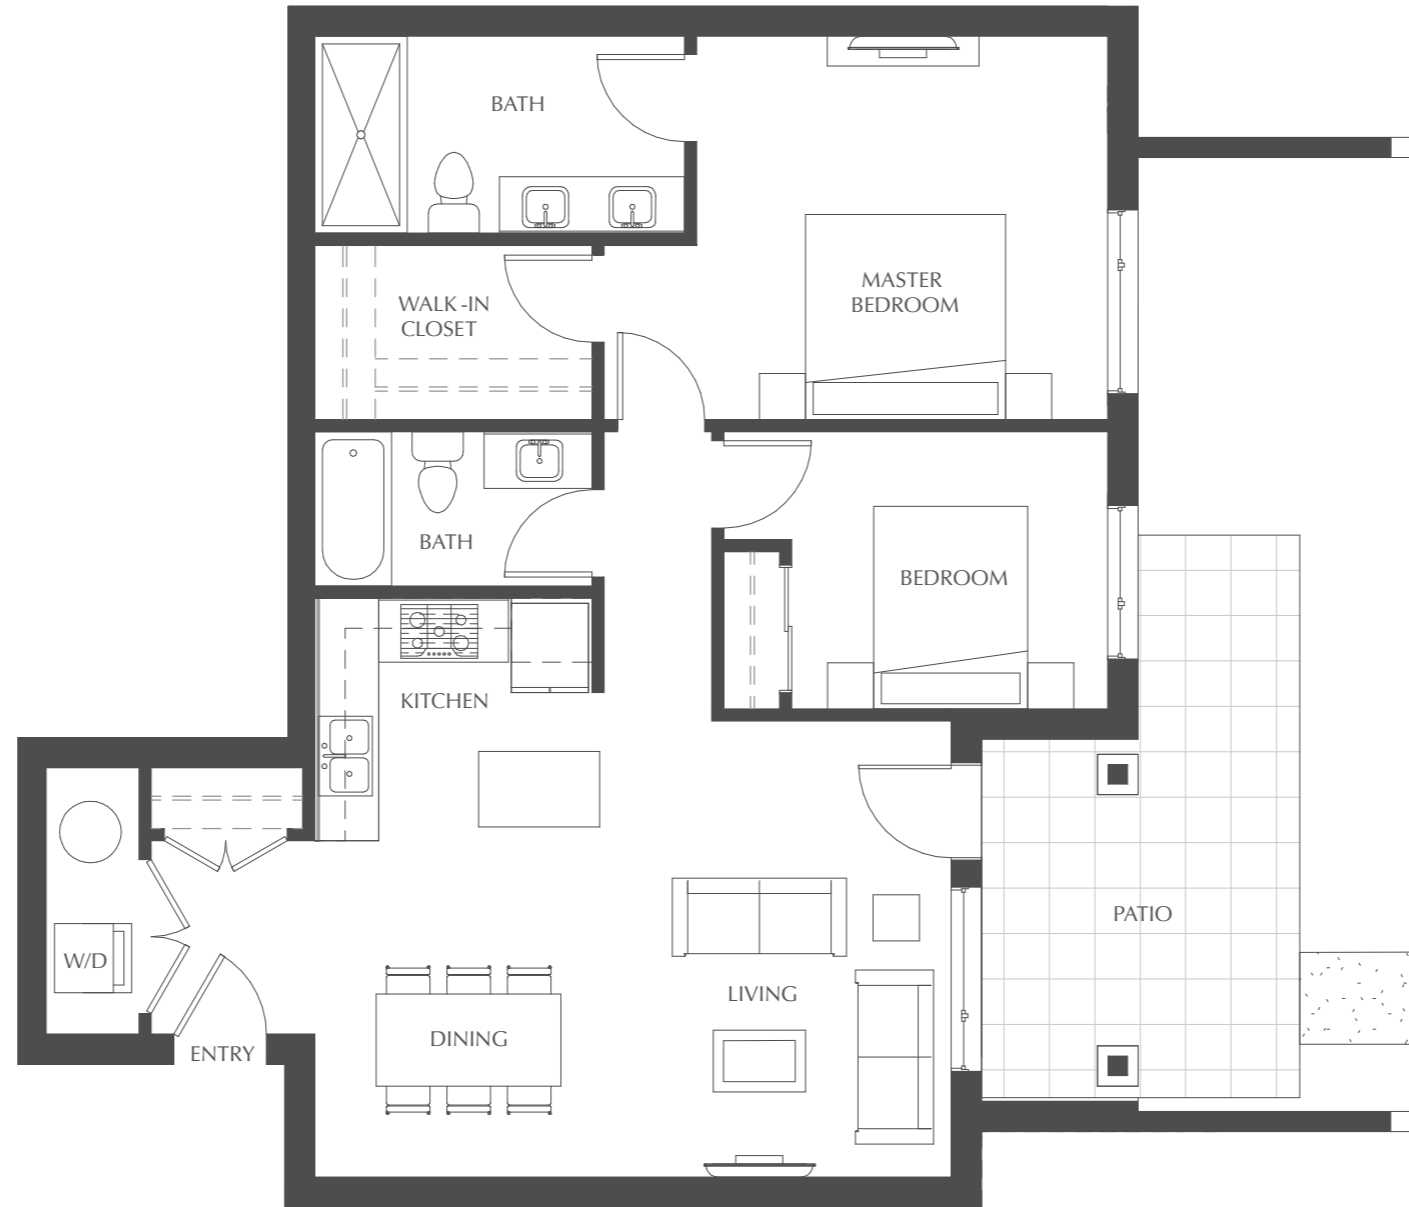 BATH
MASTER
BEDROOM
WALK -IN
CLOSET
BATH
BEDROOM
KITCHEN
PATIO
W/D
LIVING
DINING
ENTRY